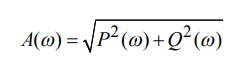 A(ω) = √(P²(ω) + Q²(ω))